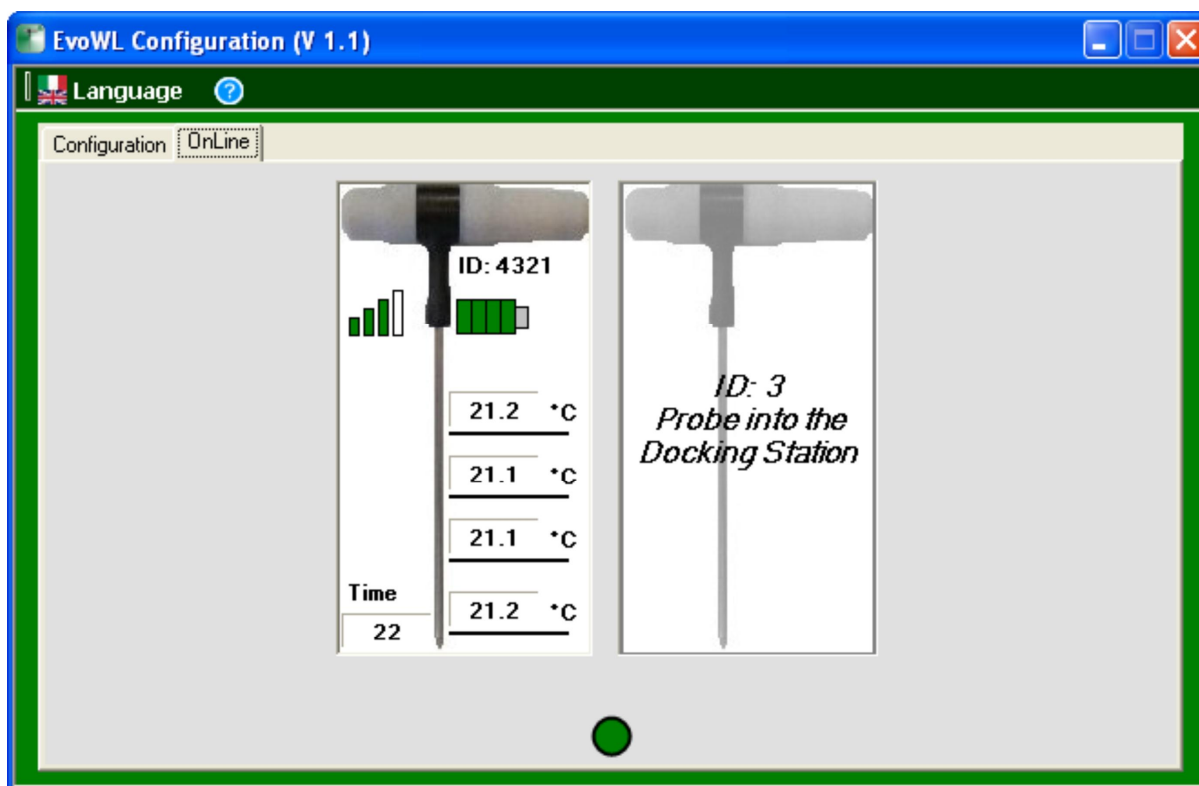 EvoWL Configuration (V 1.1)
Language ?
Configuration OnLine
ID: 4321
21.2 °C
21.1 °C
21.1 °C
21.2 °C
Time
22
ID: 3
Probe into the
Docking Station